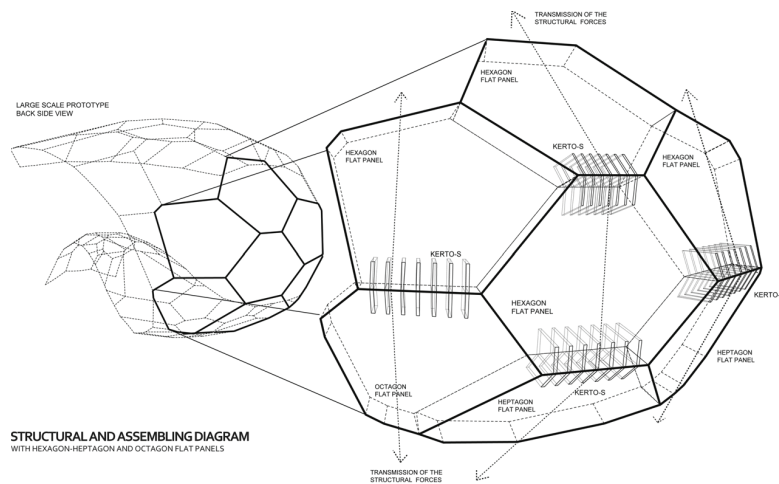 TRANSMISSION OF THE
STRUCTURAL FORCES
HEXAGON
FLAT PANEL
LARGE SCALE PROTOTYPE
BACK SIDE VIEW
HEXAGON
FLAT PANEL
KERTO-S
HEXAGON
FLAT PANEL
KERTO-S
KERTO-
HEXAGON
FLAT PANEL
HEPTAGON
FLAT PANEL
OCTAGON
FLAT PANEL
KERTO-S
HEPTAGON
FLAT PANEL
STRUCTURAL AND ASSEMBLING DIAGRAM
WITH HEXAGON-HEPTAGON AND OCTAGON FLAT PANELS
TRANSMISSION OF THE
STRUCTURAL FORCES